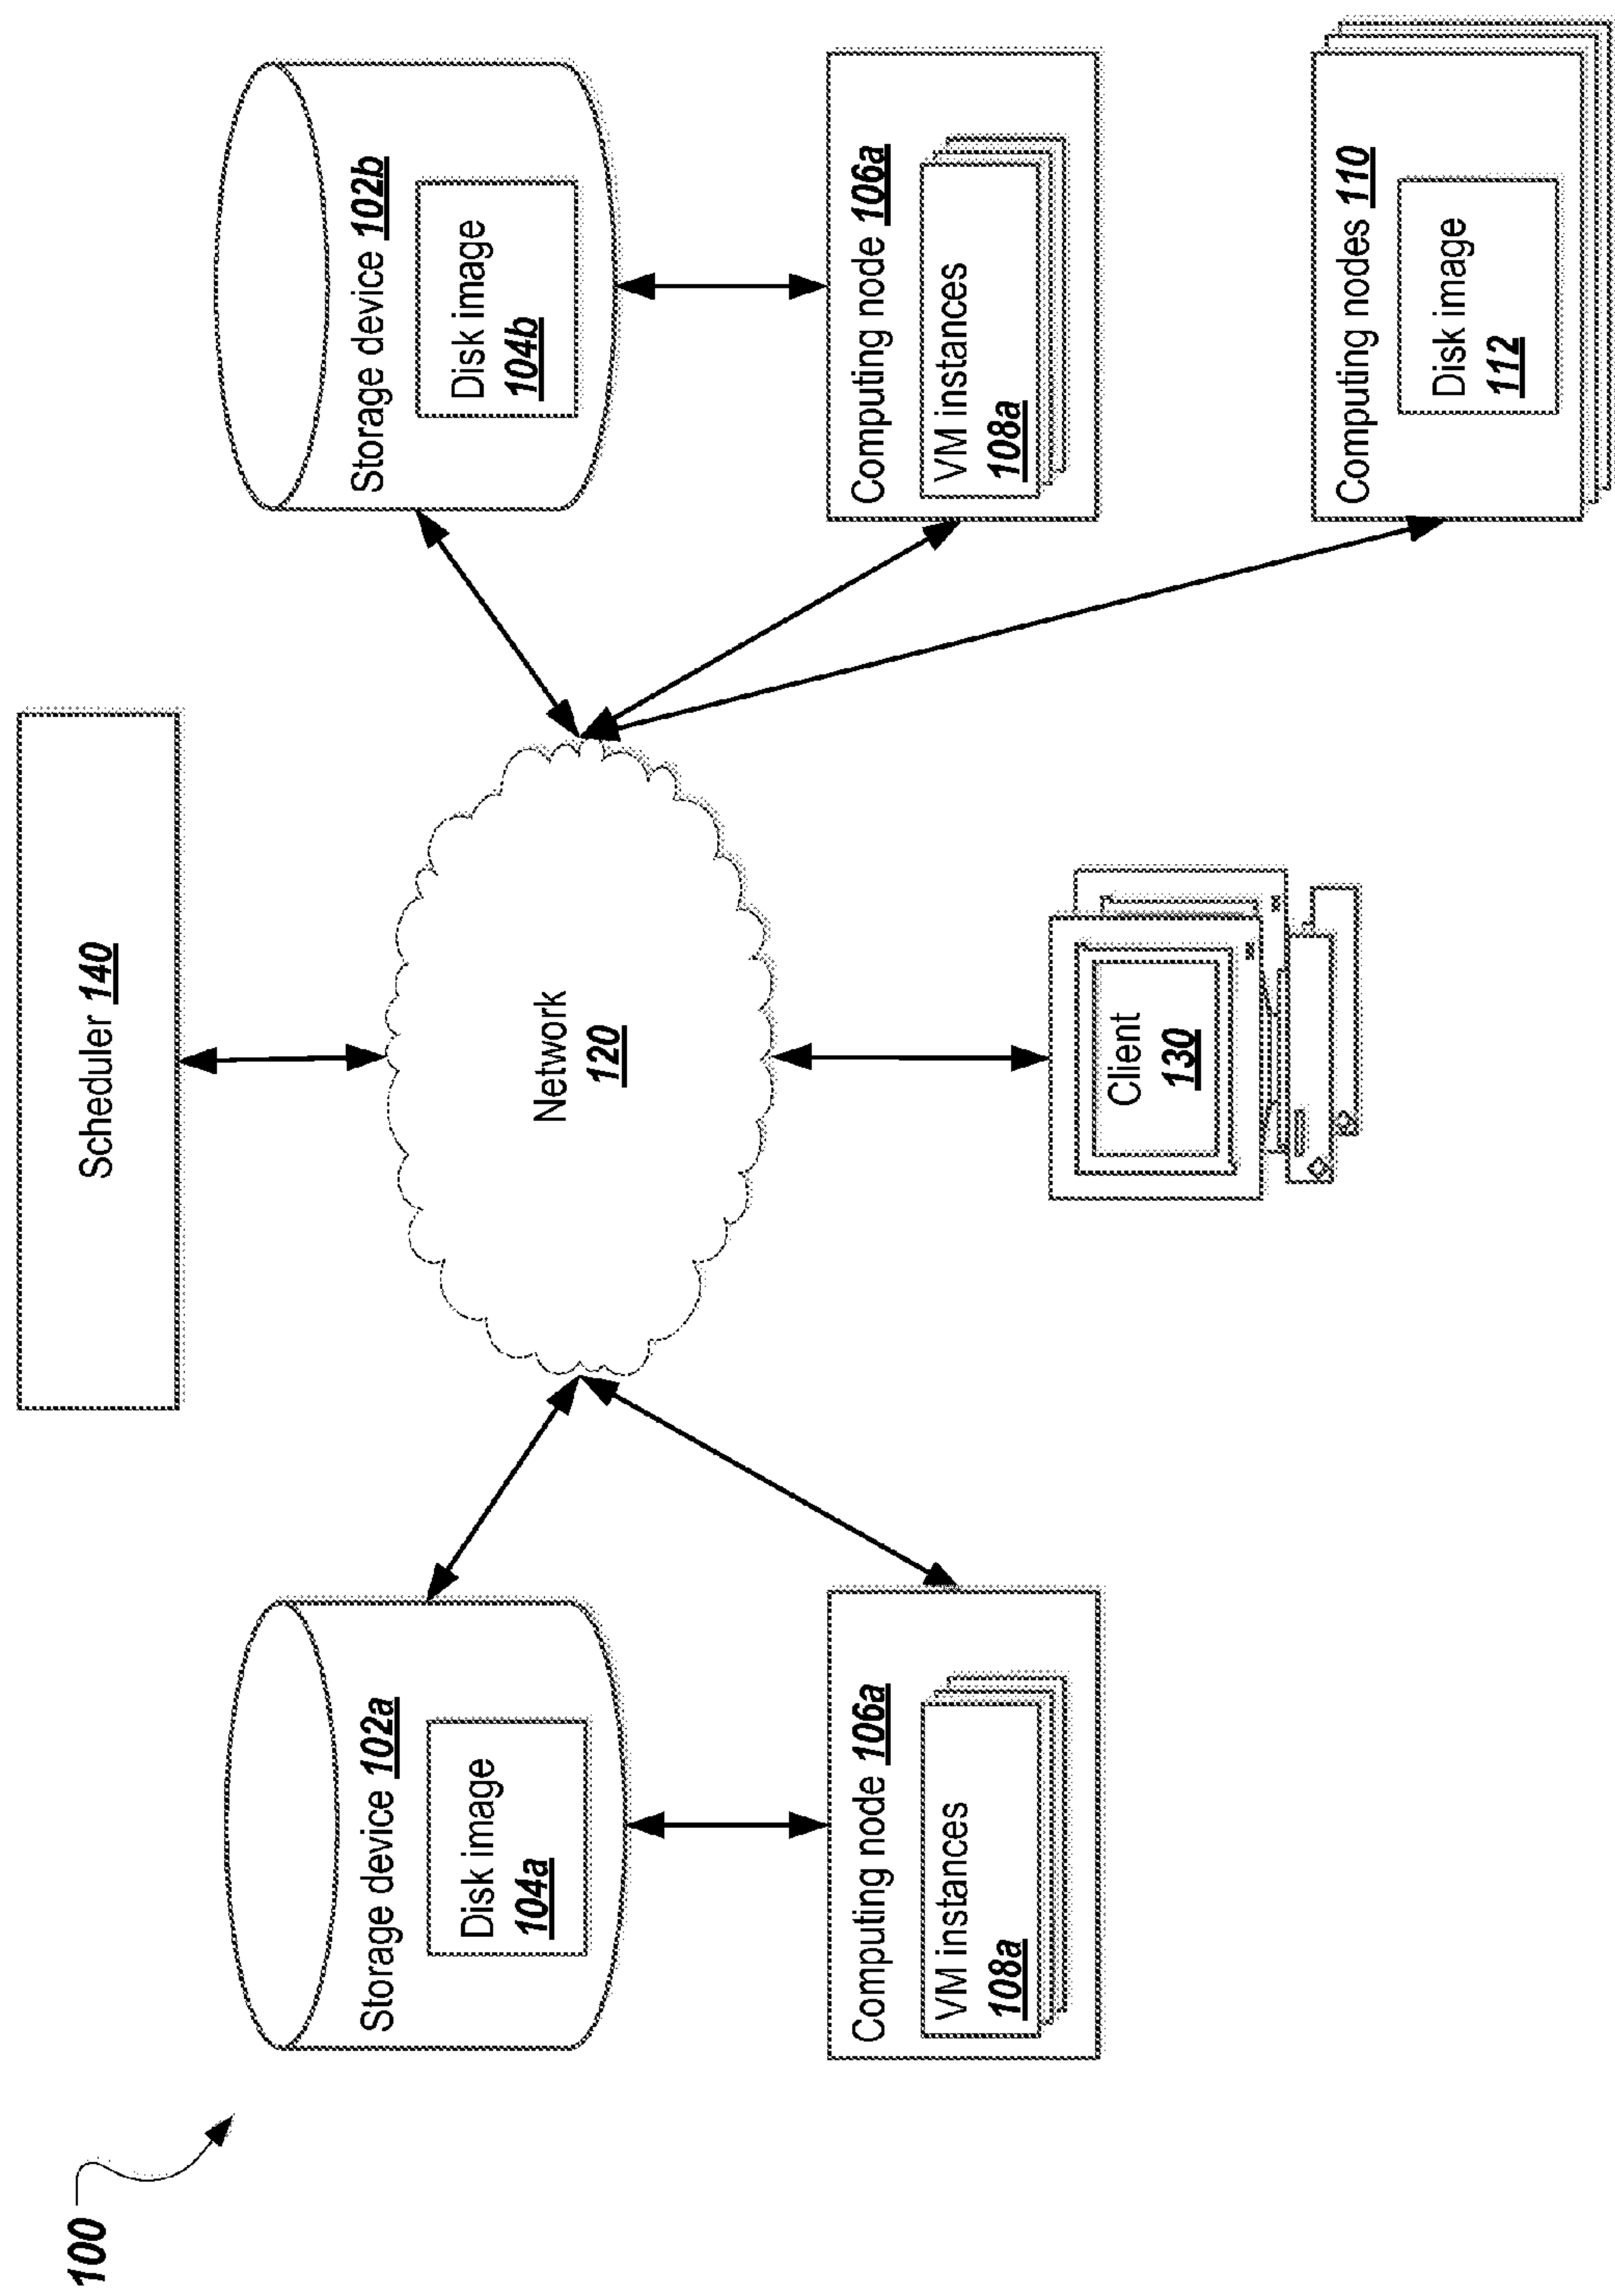 100
Scheduler 140
Storage device 102a
Disk image
104a
Computing node 106a
VM instances
108a
Network
120
Client
130
Storage device 102b
Disk image
104b
Computing node 106a
VM instances
108a
Computing nodes 110
Disk image
112